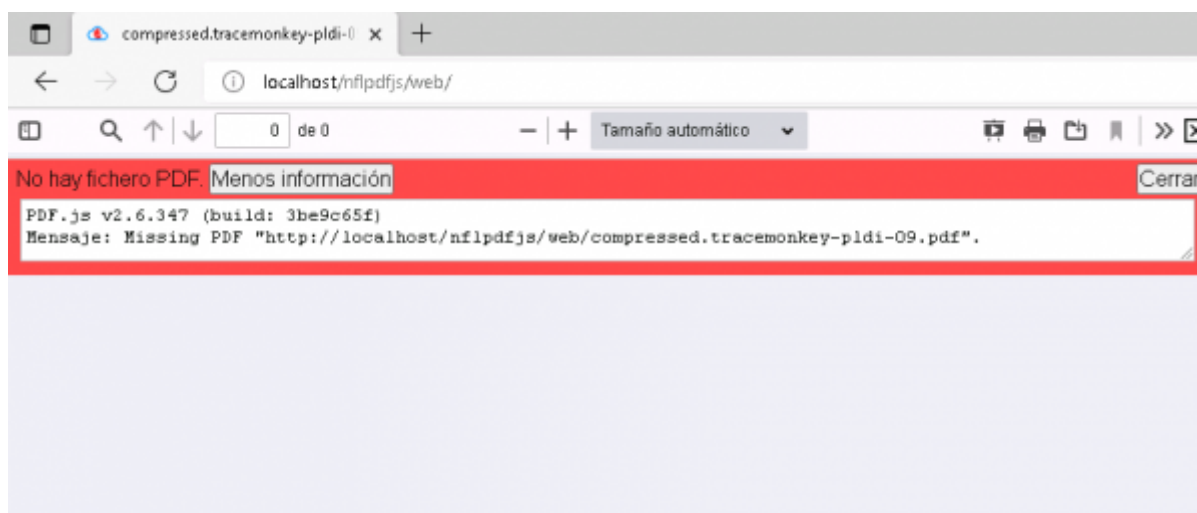 compressed.tracemonkey-pldi-0
localhost/nflpdfjs/web/
0 de 0 Tamaño automático
No hay fichero PDF. Menos información Cerrar
PDF.js v2.6.347 (build: 3be9c65f)
Mensaje: Missing PDF "http://localhost/nflpdfjs/web/compressed.tracemonkey-pldi-09.pdf".